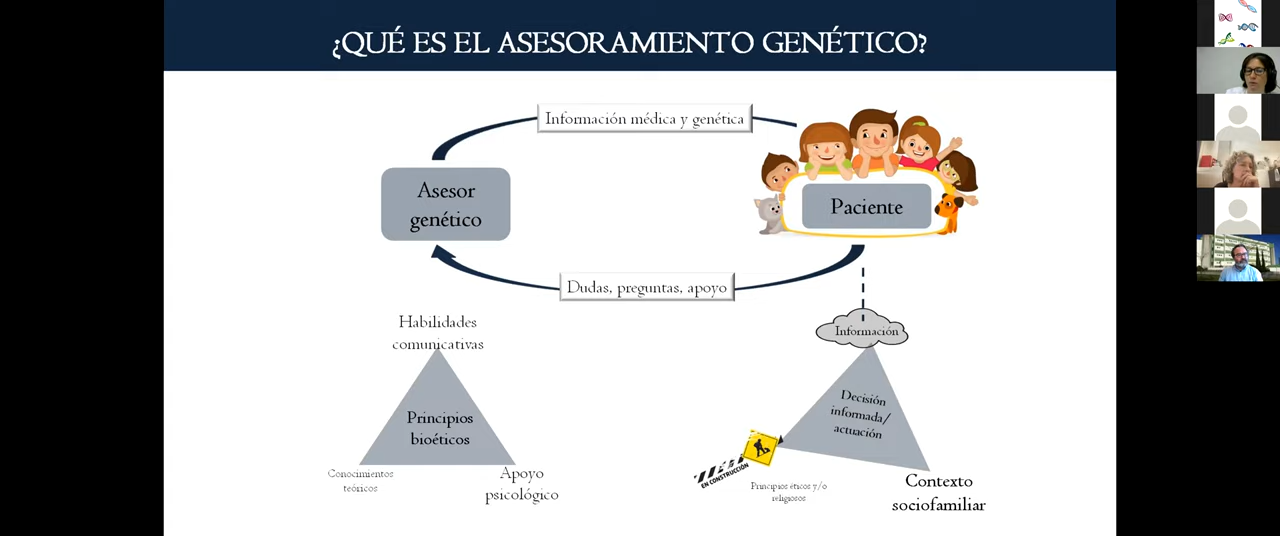 ¿QUÉ ES EL ASESORAMIENTO GENÉTICO?
Información médica y genética
Asesor
genético
Paciente
Dudas, preguntas, apoyo
Habilidades
comunicativas
Principios
bioéticos
Conocimientos
teóricos
Apoyo
psicológico
Información
Decisión
informada/
actuación
EN CONSTRUCCIÓN
Principios éticos y/o
religiosos
Contexto
sociofamiliar